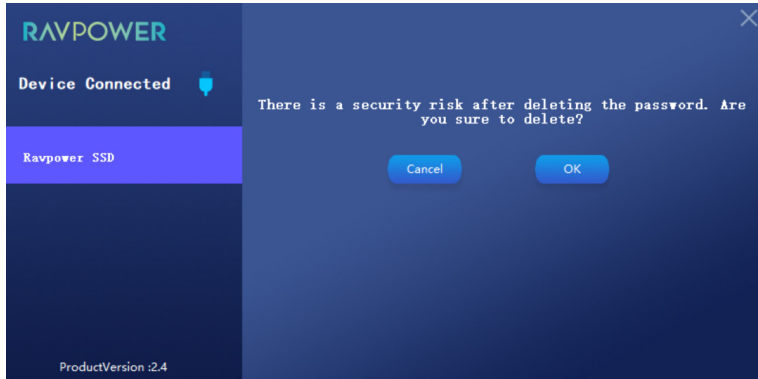 RAVPOWER
Device Connected
Ravpower SSD
ProductVersion :2.4
There is a security risk after deleting the password. Are
you sure to delete?
Cancel
OK